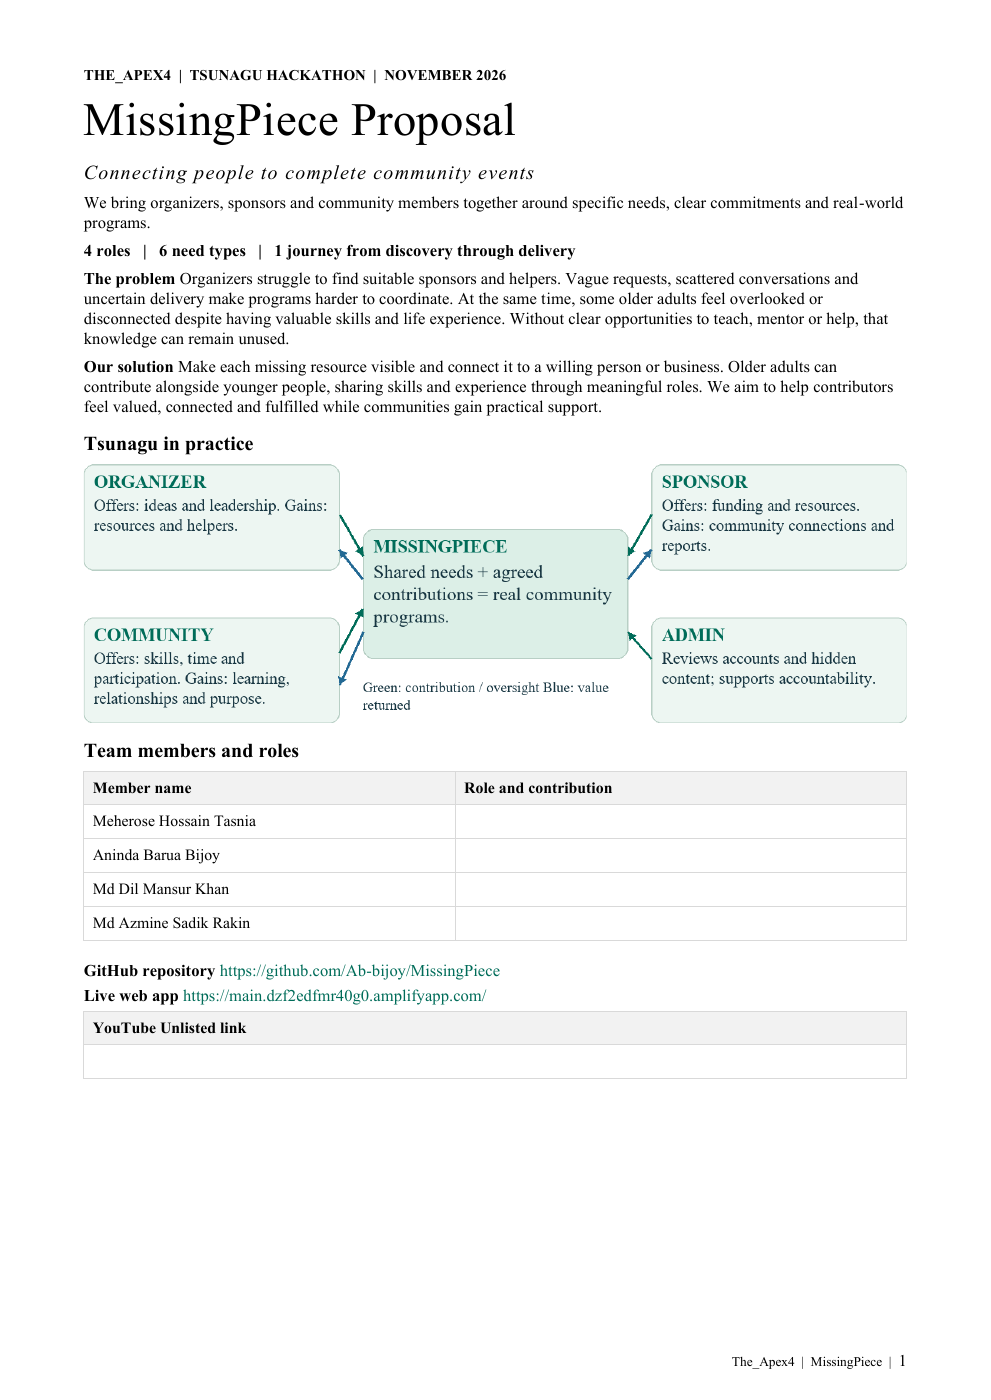 THE_APEX4 | TSUNAGU HACKATHON | NOVEMBER 2026
MissingPiece Proposal
Connecting people to complete community events
We bring organizers, sponsors and community members together around specific needs, clear commitments and real-world
programs.
4 roles | 6 need types | 1 journey from discovery through delivery
The problem Organizers struggle to find suitable sponsors and helpers. Vague requests, scattered conversations and
uncertain delivery make programs harder to coordinate. At the same time, some older adults feel overlooked or
disconnected despite having valuable skills and life experience. Without clear opportunities to teach, mentor or help, that
knowledge can remain unused.
Our solution Make each missing resource visible and connect it to a willing person or business. Older adults can
contribute alongside younger people, sharing skills and experience through meaningful roles. We aim to help contributors
feel valued, connected and fulfilled while communities gain practical support.
Tsunagu in practice
ORGANIZER
Offers: ideas and leadership. Gains:
resources and helpers.
SPONSOR
Offers: funding and resources.
Gains: community connections and
reports.
MISSINGPIECE
Shared needs + agreed
contributions = real community
programs.
COMMUNITY
Offers: skills, time and
participation. Gains: learning,
relationships and purpose.
ADMIN
Reviews accounts and hidden
content; supports accountability.
Green: contribution / oversight Blue: value
returned
Team members and roles
Member name
Role and contribution
Meherose Hossain Tasnia
Aninda Barua Bijoy
Md Dil Mansur Khan
Md Azmine Sadik Rakin
GitHub repository https://github.com/Ab-bijoy/MissingPiece
Live web app https://main.dzf2edfmr40g0.amplifyapp.com/
YouTube Unlisted link
The_Apex4 | MissingPiece | 1